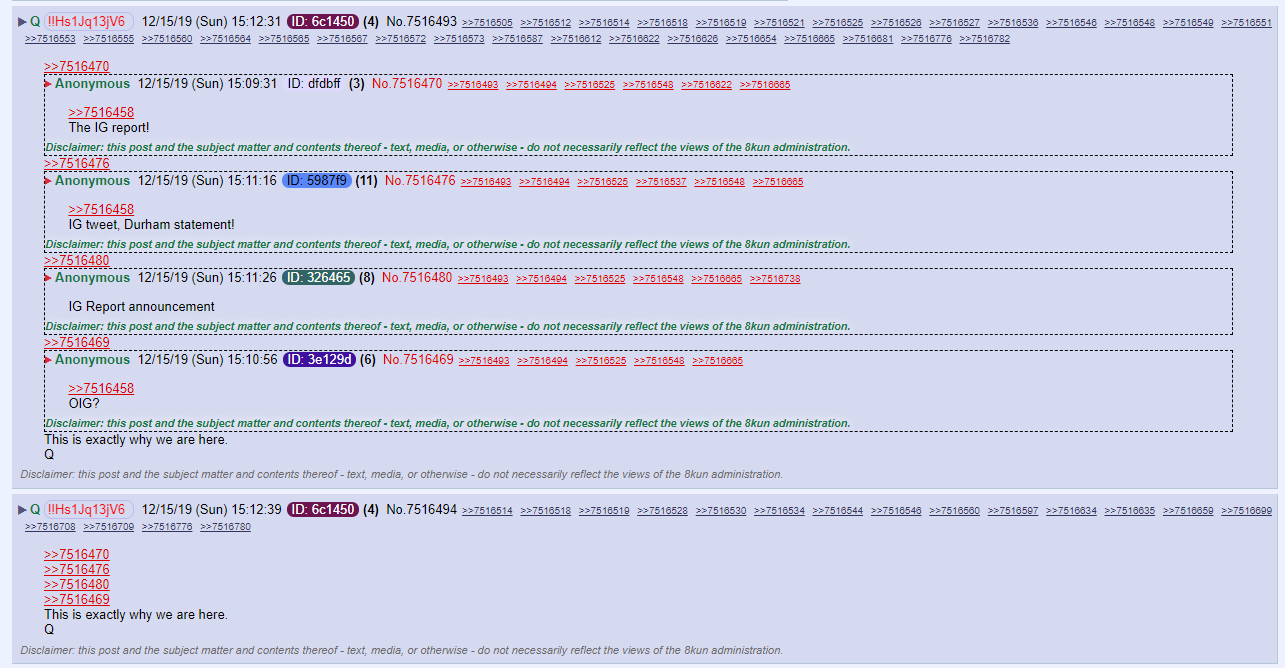 ▶ Q !!Hs1Jq13jV6 12/15/19 (Sun) 15:12:31 ID: 6c1450 (4) No.7516493 >>7516505 >>7516512 >>7516514 >>7516518 >>7516519 >>7516521 >>7516525 >>7516526 >>7516527 >>7516536 >>7516546 >>7516548 >>7516549 >>7516551
>>7516553 >>7516555 >>7516560 >>7516564 >>7516565 >>7516567 >>7516572 >>7516573 >>7516587 >>7516612 >>7516622 >>7516626 >>7516654 >>7516665 >>7516681 >>7516776 >>7516782
>>7516470
Anonymous 12/15/19 (Sun) 15:09:31 ID: dfdbff (3) No.7516470 >>7516493 >>7516494 >>7516525 >>7516548 >>7516622 >>7516665
>>7516458
The IG report!
Disclaimer: this post and the subject matter and contents thereof - text, media, or otherwise - do not necessarily reflect the views of the 8kun administration.
>>7516476
Anonymous 12/15/19 (Sun) 15:11:16 ID: 5987f9 (11) No.7516476 >>7516493 >>7516494 >>7516525 >>7516537 >>7516548 >>7516665
>>7516458
IG tweet, Durham statement!
Disclaimer: this post and the subject matter and contents thereof - text, media, or otherwise - do not necessarily reflect the views of the 8kun administration.
>>7516480
Anonymous 12/15/19 (Sun) 15:11:26 ID: 326465 (8) No.7516480 >>7516493 >>7516494 >>7516525 >>7516548 >>7516665 >>7516738
IG Report announcement
Disclaimer: this post and the subject matter and contents thereof - text, media, or otherwise - do not necessarily reflect the views of the 8kun administration.
>>7516469
Anonymous 12/15/19 (Sun) 15:10:56 ID: 3e129d (6) No.7516469 >>7516493 >>7516494 >>7516525 >>7516548 >>7516665
>>7516458
OIG?
Disclaimer: this post and the subject matter and contents thereof - text, media, or otherwise - do not necessarily reflect the views of the 8kun administration.
This is exactly why we are here.
Q
Disclaimer: this post and the subject matter and contents thereof - text, media, or otherwise - do not necessarily reflect the views of the 8kun administration.
▶ Q !!Hs1Jq13jV6 12/15/19 (Sun) 15:12:39 ID: 6c1450 (4) No.7516494 >>7516514 >>7516518 >>7516519 >>7516528 >>7516530 >>7516534 >>7516544 >>7516546 >>7516560 >>7516597 >>7516634 >>7516635 >>7516659 >>7516699
>>7516708 >>7516709 >>7516776 >>7516780
>>7516470
>>7516476
>>7516480
>>7516469
This is exactly why we are here.
Q
Disclaimer: this post and the subject matter and contents thereof - text, media, or otherwise - do not necessarily reflect the views of the 8kun administration.